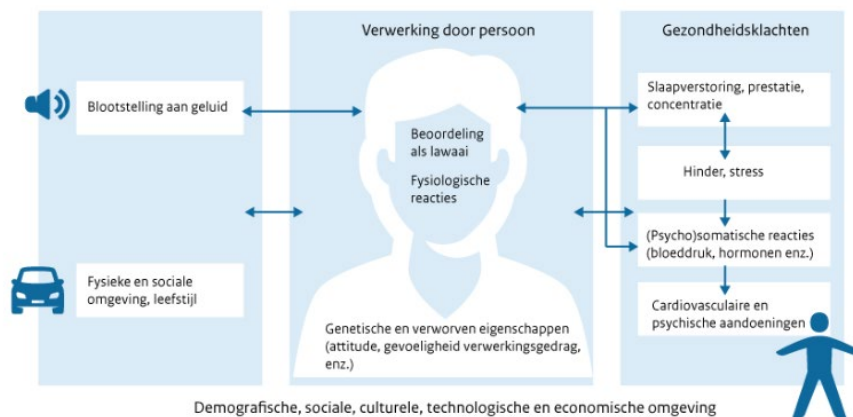 Verwerking door persoon
Gezondheidsklachten
Blootstelling aan geluid
Beoordeling
als lawaai
Fysiologische
reacties
Slaapverstoring, prestatie,
concentratie
Hinder, stress
(Psycho)somatische reacties
(bloeddruk, hormonen enz.)
Fysieke en sociale
omgeving, leefstijl
Genetische en verworven eigenschappen
(attitude, gevoeligheid verwerkingsgedrag,
enz.)
Cardiovasculaire en
psychische aandoeningen
Demografische, sociale, culturele, technologische en economische omgeving